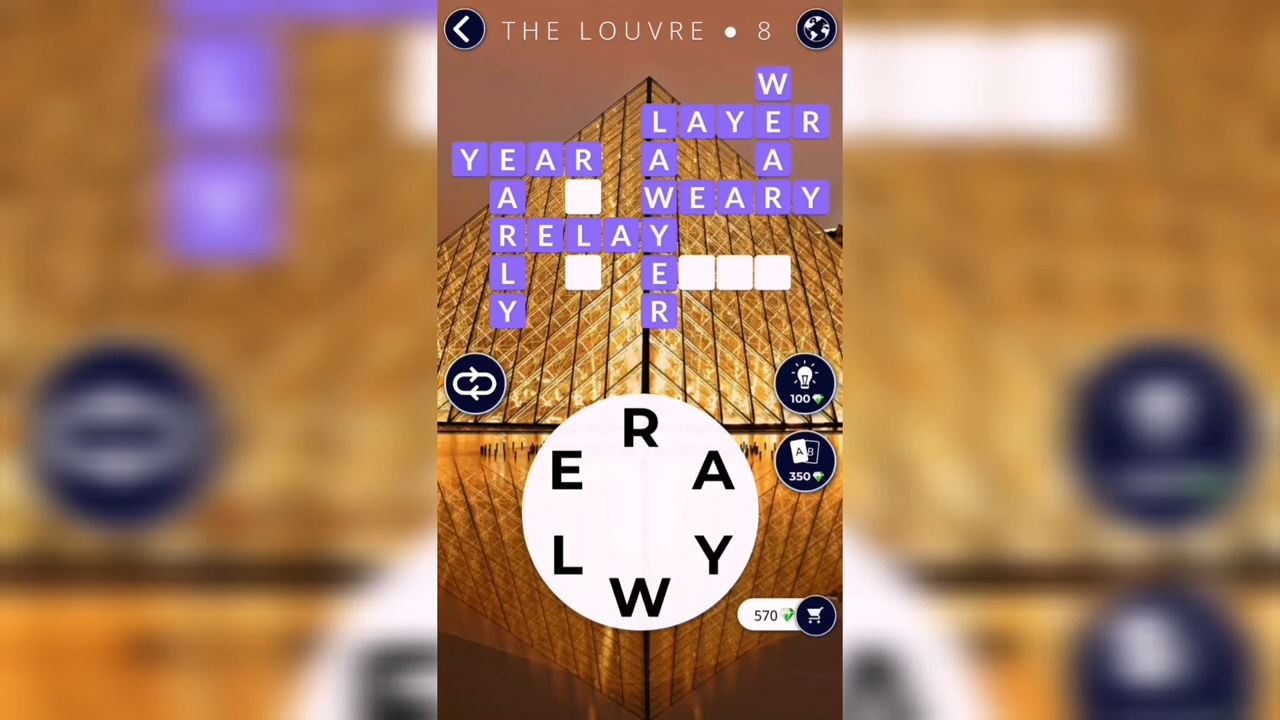 THE LOUVRE • 8
W
LAYER
YEAR A A
A WEARY
RELAY
L E
Y R
100
350
R
E A
L Y
W
570